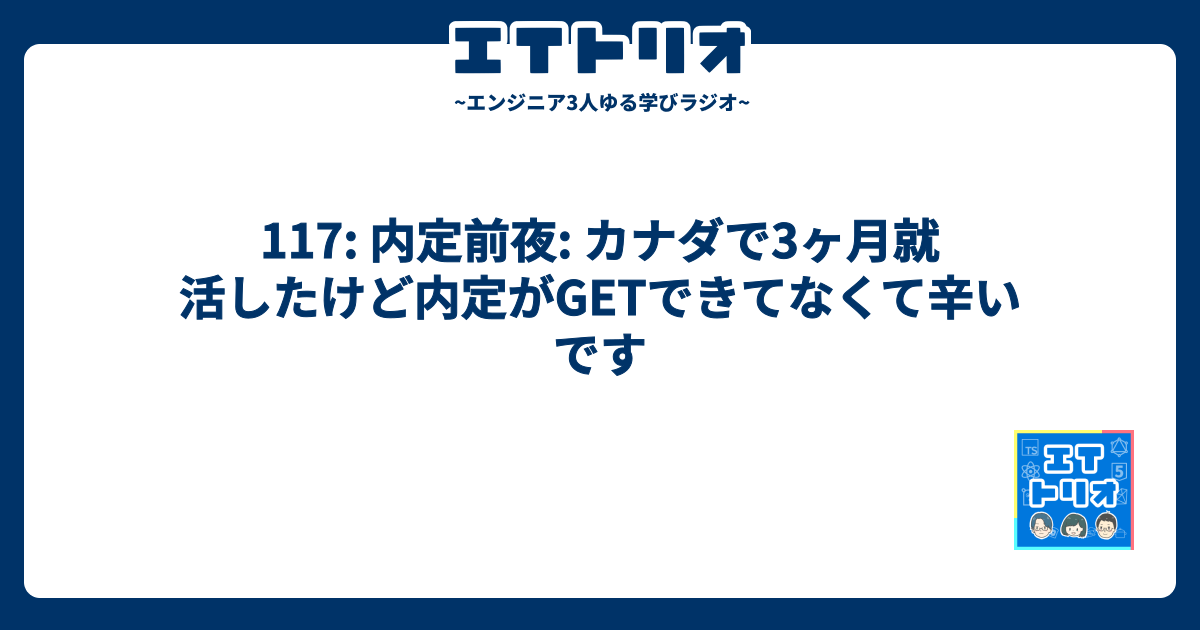 エイトリオ
~エンジニア3人ゆる学びラジオ~
117: 内定前夜: カナダで3ヶ月就
活したけど内定がGETできてなくて辛い
です
TS
エイ
5
トリオ